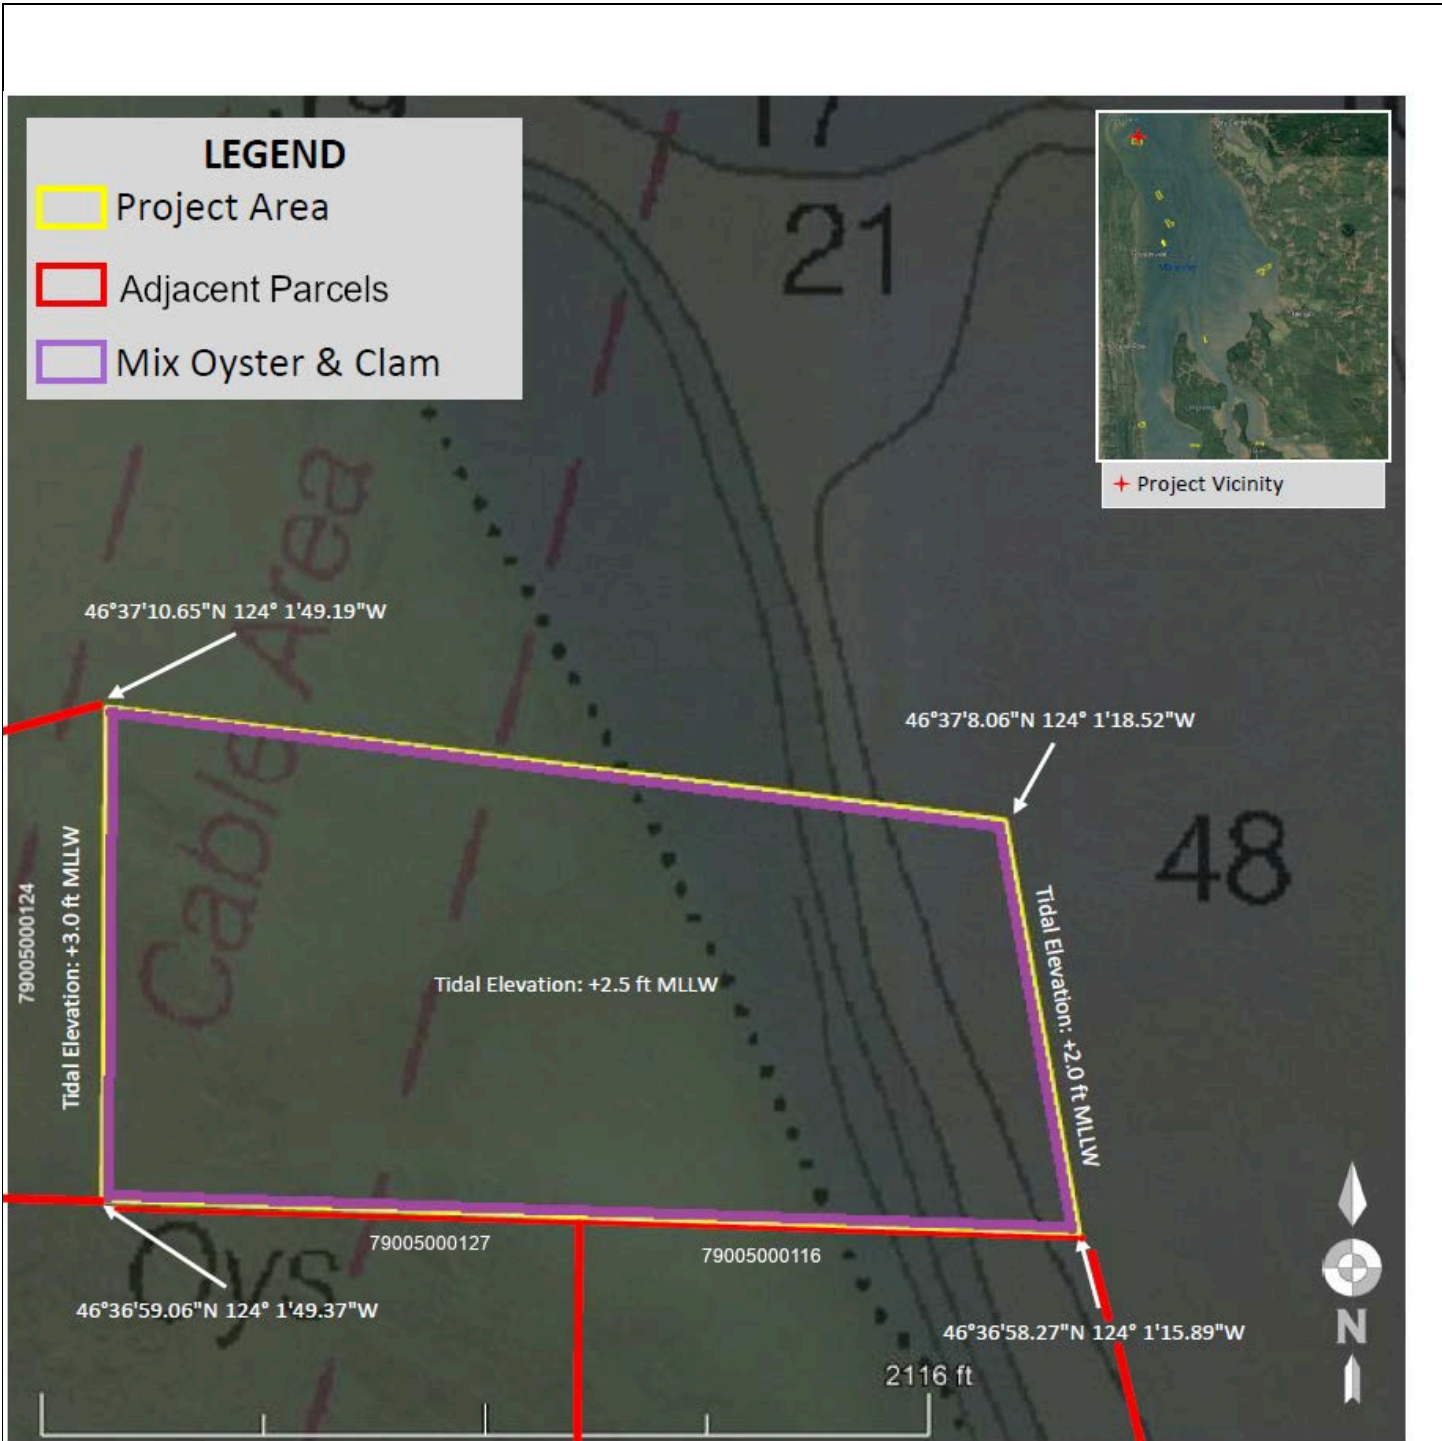 17
LEGEND
Project Area
Adjacent Parcels
Mix Oyster & Clam
21
Project Vicinity
Cable Area
46°37'10.65"N 124° 1'49.19"W
46°37'8.06"N 124° 1'18.52"W
48
79005000124
Tidal Elevation: +3.0 ft MLLW
Tidal Elevation: +2.5 ft MLLW
Tidal Elevation: +2.0 ft MLLW
79005000127
79005000116
Oys
46°36'59.06"N 124° 1'49.37"W
46°36'58.27"N 124° 1'15.89"W
N
2116 ft